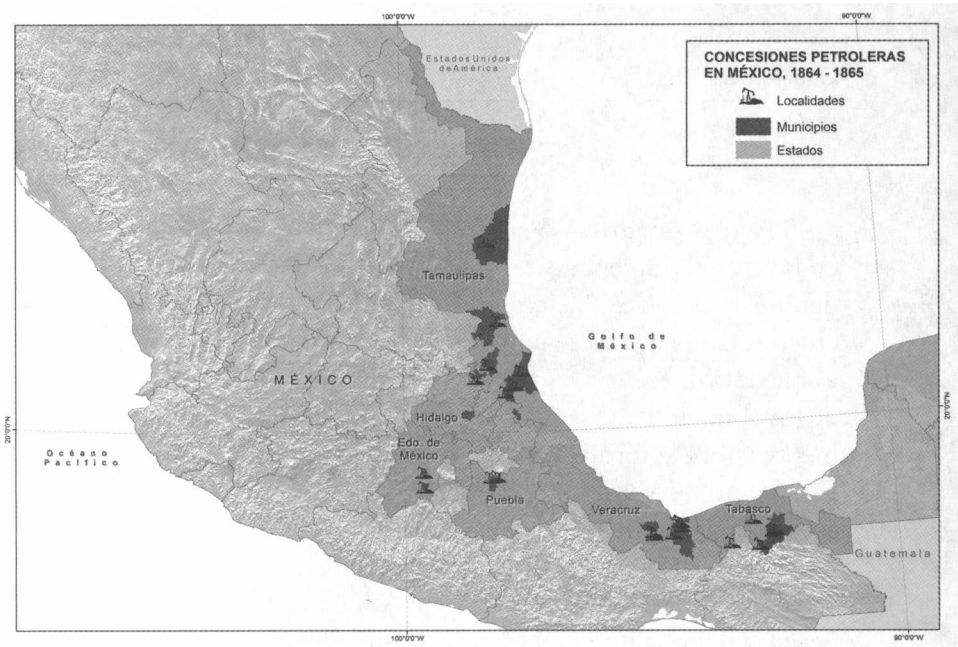 100°0'0"W
90°0'0"W
CONCESIONES PETROLERAS
EN MÉXICO, 1864 - 1865
Localidades
Municipios
Estados
Estados Unidos
de América
Tamaulipas
Golfo de
México
MÉXICO
Hidalgo
20°0'0"N
20°0'0"N
Edo. de
México
Océano
Pacífico
Puebla
Veracruz
Tabasco
Guatemala
100°0'0"W
90°0'0"W